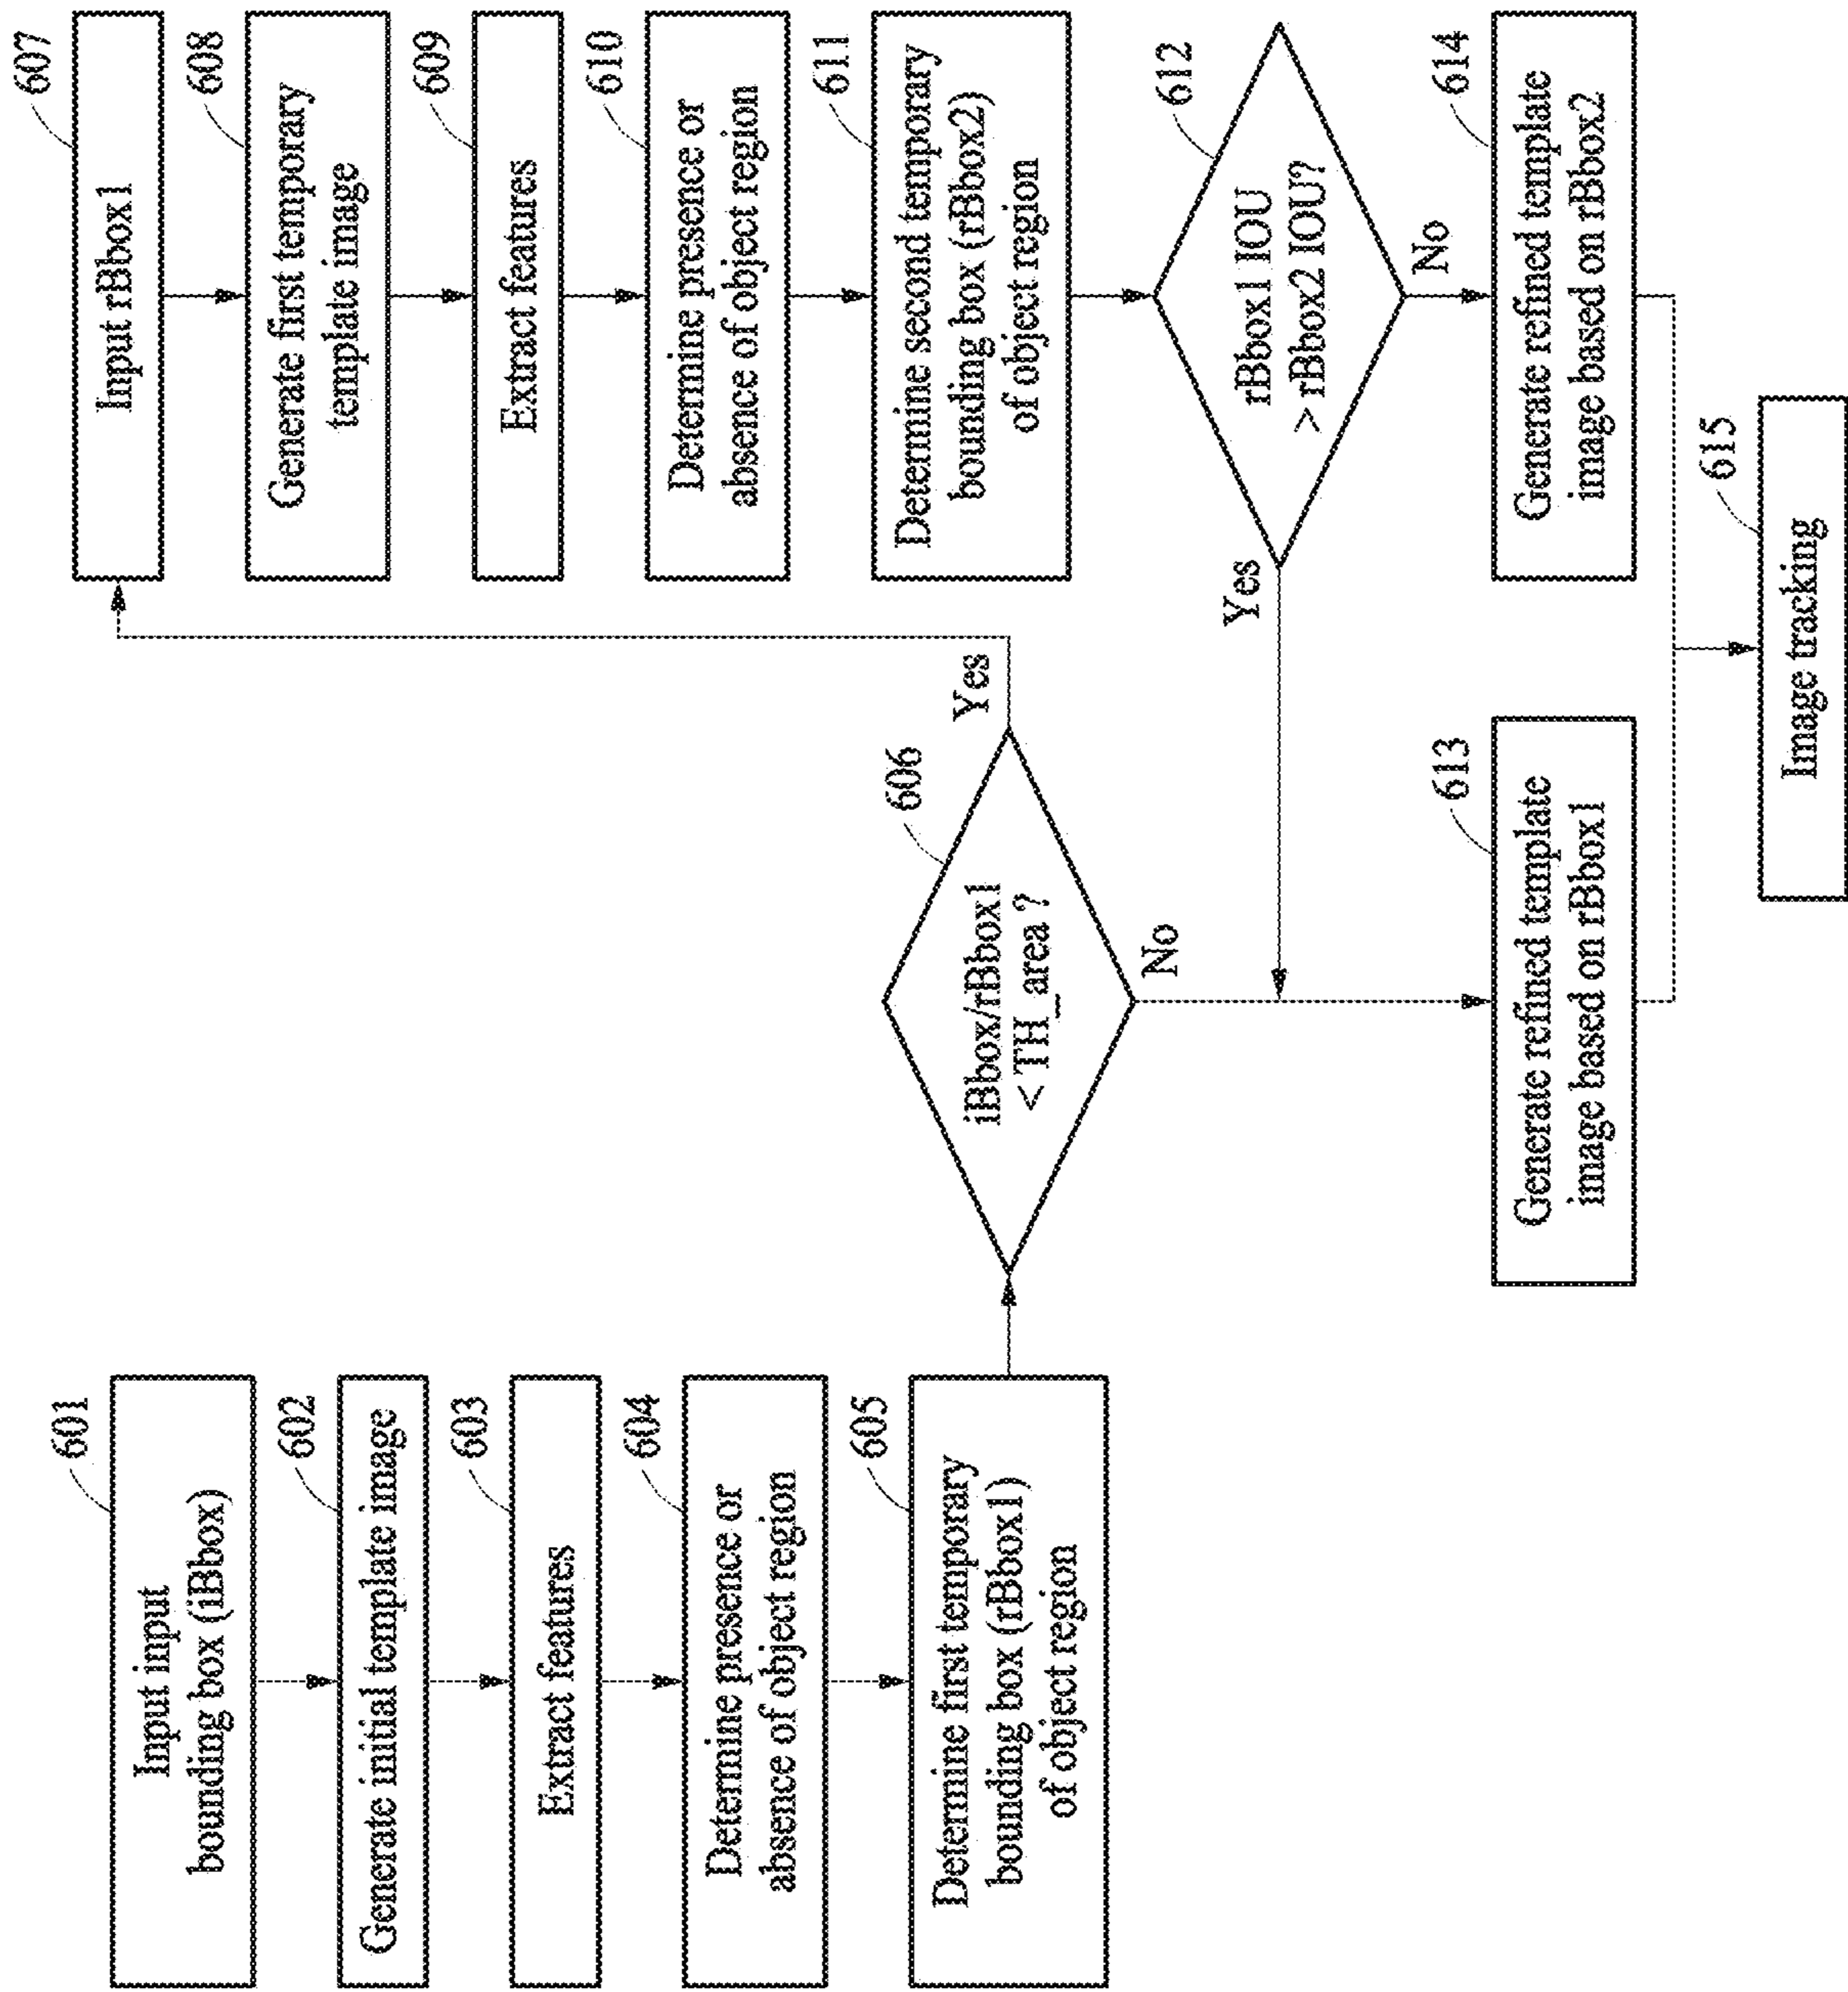 601
Input input
bounding box (iBbox)
602
Generate initial template image
603
Extract features
604
Determine presence or
absence of object region
605
Determine first temporary
bounding box (rBbox1)
of object region
606
iBbox/rBbox1
< TH_area ?
Yes
No
607
Input rBbox1
608
Generate first temporary
template image
609
Extract features
610
Determine presence or
absence of object region
611
Determine second temporary
bounding box (rBbox2)
of object region
612
rBbox1 IOU
> rBbox2 IOU?
Yes
No
613
Generate refined template
image based on rBbox1
614
Generate refined template
image based on rBbox2
615
Image tracking